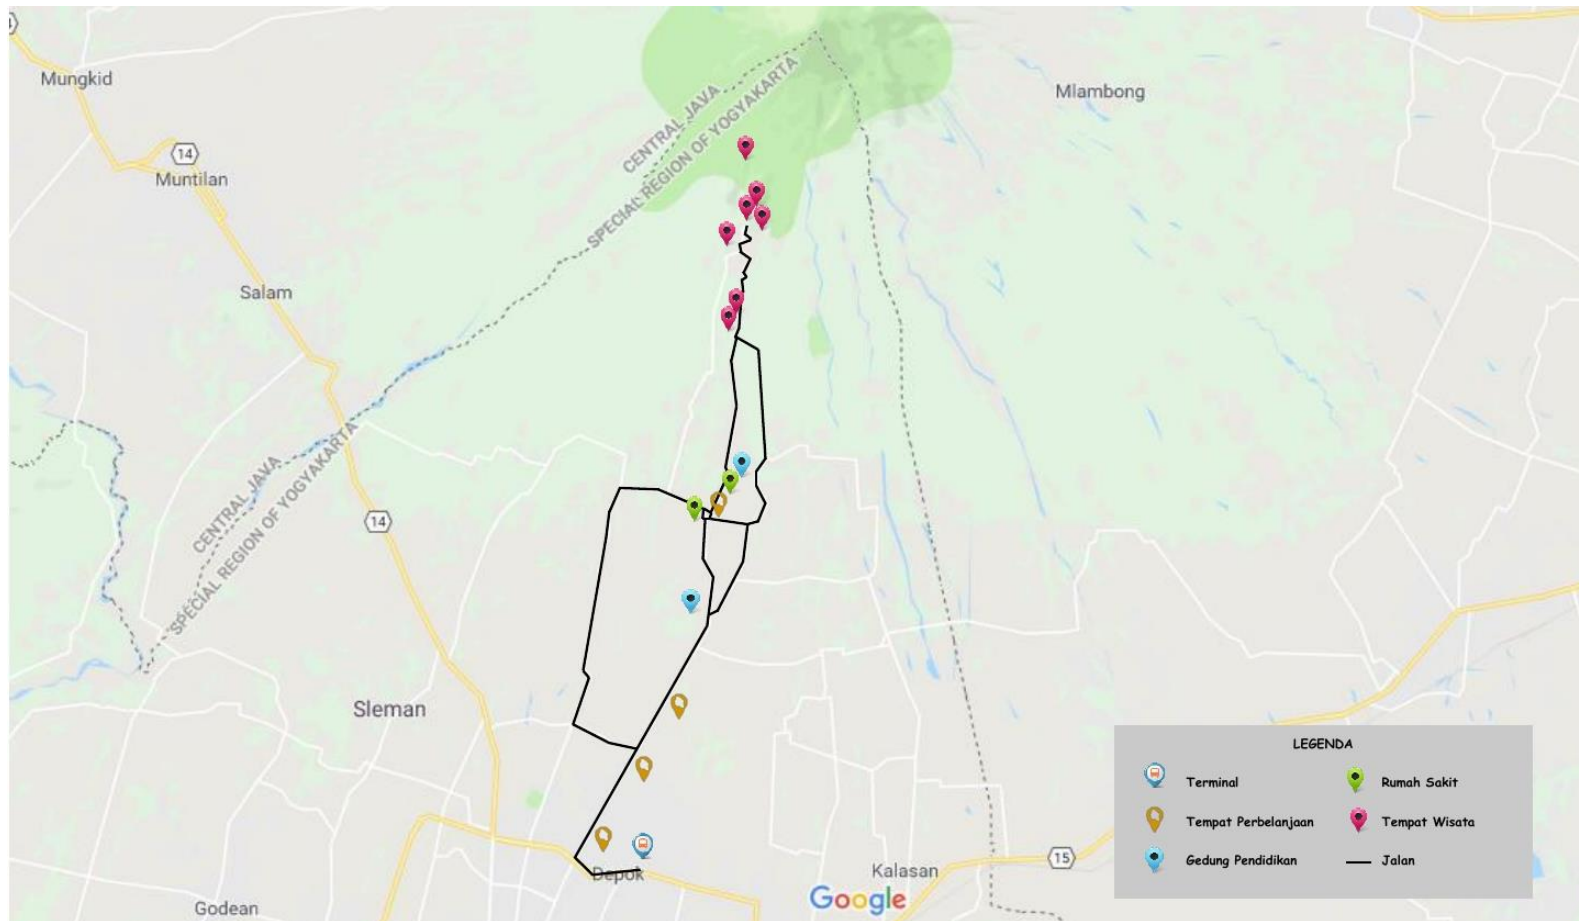 Mungkid
Mlambong
14
Muntilan
CENTRAL JAVA
SPECIAL REGION OF YOGYAKARTA
Salam
CENTRAL JAVA
SPECIAL REGION OF YOGYAKARTA
14
Sleman
Depok
Kalasan
15
Godean
Google
LEGENDA
Terminal
Rumah Sakit
Tempat Perbelanjaan
Tempat Wisata
Gedung Pendidikan
Jalan